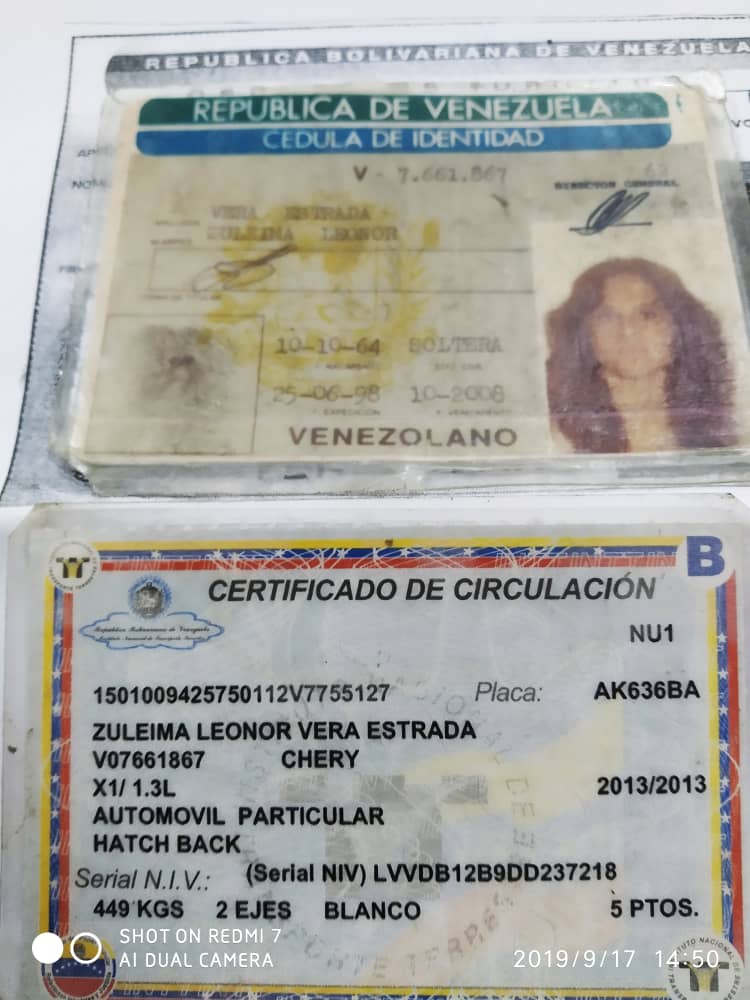 REPUBLICA BOLIVARIANA DE VENEZUELA
REPUBLICA DE VENEZUELA
CEDULA DE IDENTIDAD
V - 7.661.867
DIRECTOR GENERAL
VERA ESTRADA
ZULEIMA LEONOR
10-10-64 SOLTERA
25-06-98 10-2008
VENEZOLANO
B
CERTIFICADO DE CIRCULACIÓN
República Bolivariana de Venezuela
NU1
1501009425750112V7755127 Placa: AK636BA
ZULEIMA LEONOR VERA ESTRADA
V07661867 CHERY
X1/ 1.3L 2013/2013
AUTOMOVIL PARTICULAR
HATCH BACK
Serial N.I.V.: (Serial NIV) LVVDB12B9DD237218
449 KGS 2 EJES BLANCO 5 PTOS.
SHOT ON REDMI 7
AI DUAL CAMERA
2019/9/17 14:50